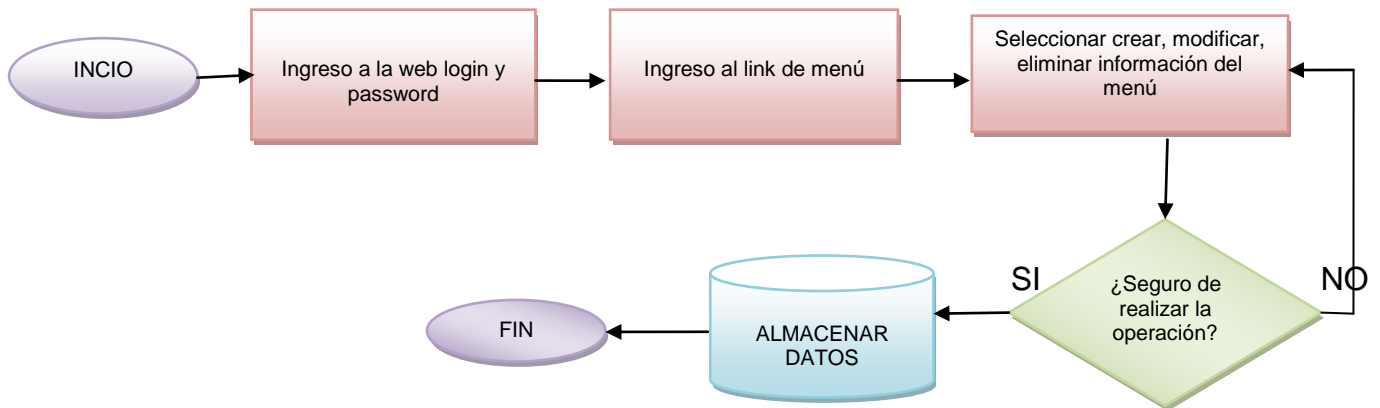 INCIO
Ingreso a la web login y
password
Ingreso al link de menú
Seleccionar crear, modificar,
eliminar información del
menú
¿Seguro de
realizar la
operación?
SI
NO
ALMACENAR
DATOS
FIN